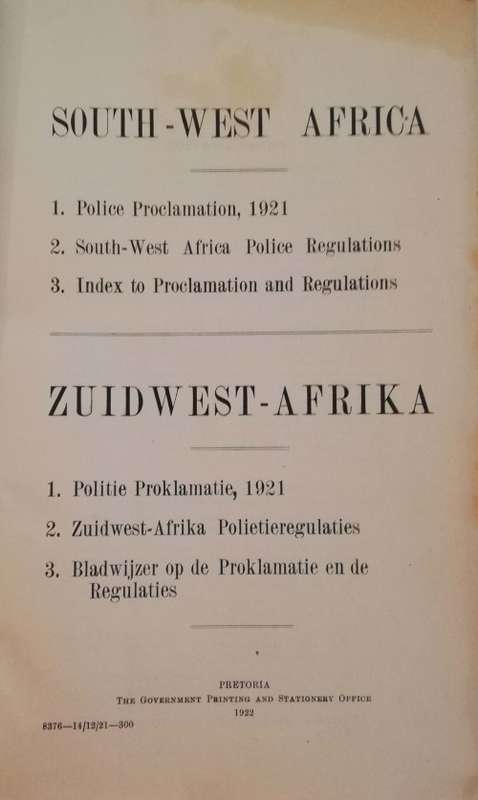 SOUTH-WEST AFRICA
1. Police Proclamation, 1921
2. South-West Africa Police Regulations
3. Index to Proclamation and Regulations
ZUIDWEST-AFRIKA
1. Politie Proklamatie, 1921
2. Zuidwest-Afrika Polietieregulaties
3. Bladwijzer op de Proklamatie en de
Regulaties
PRETORIA
THE GOVERNMENT PRINTING AND STATIONERY OFFICE
1922
8376—14/12/21—300